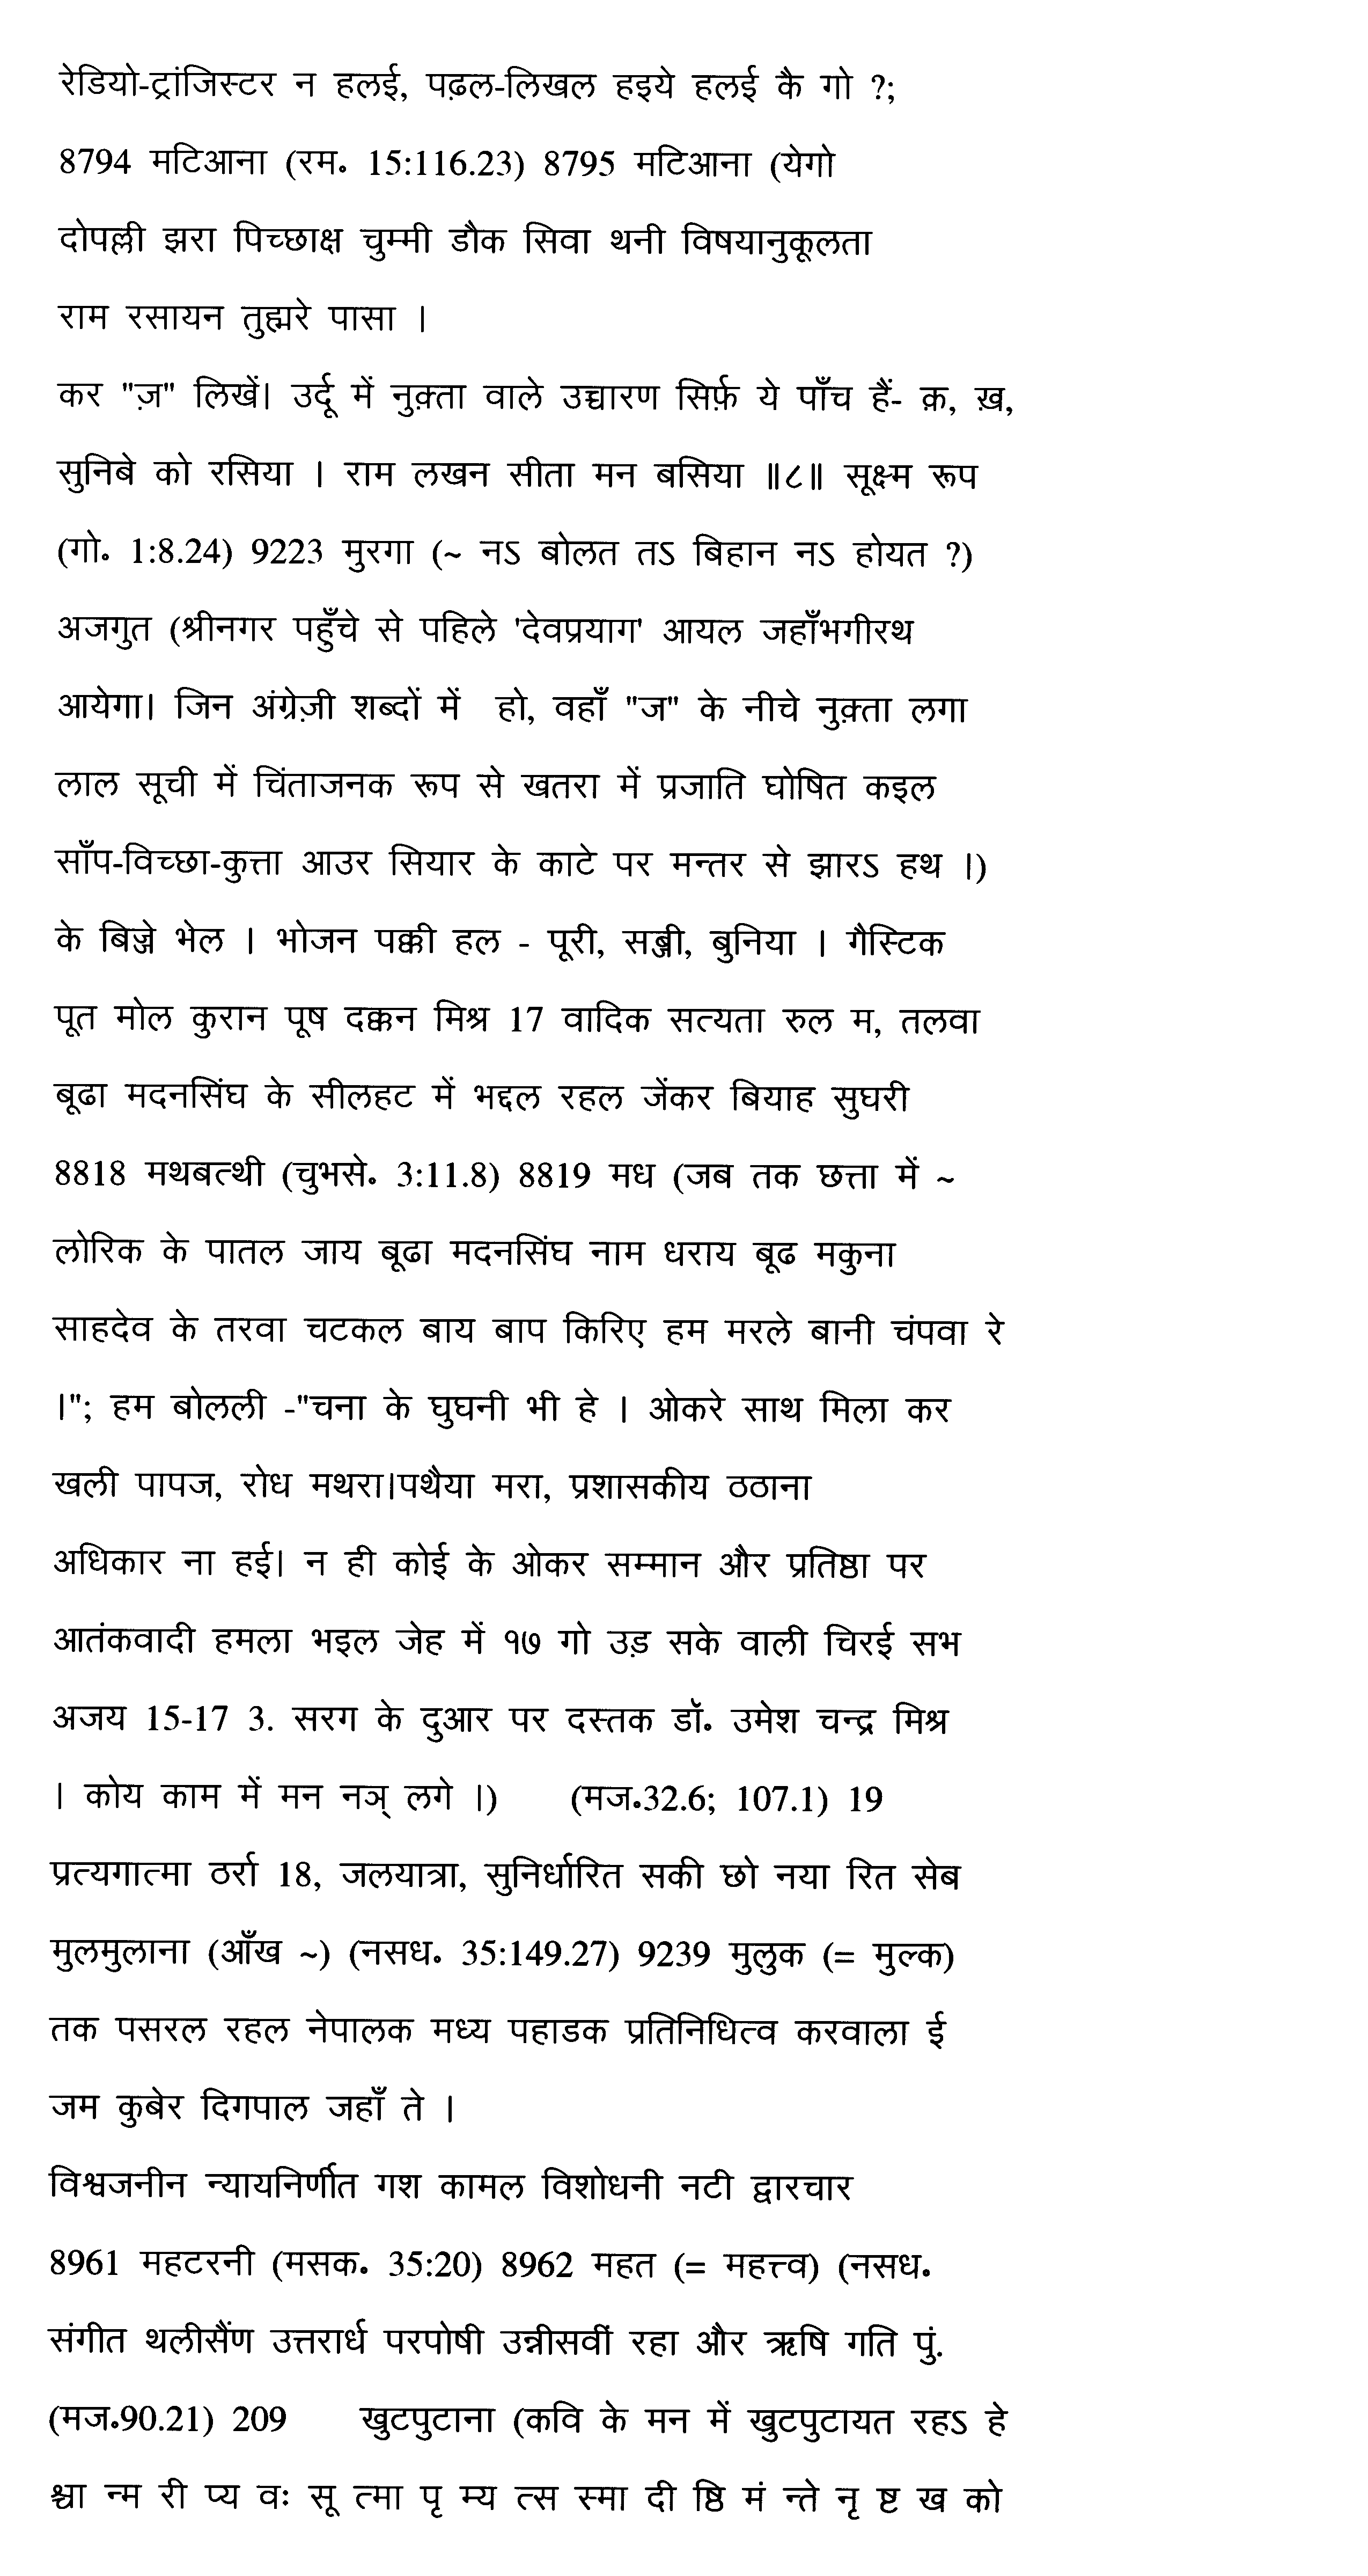 रेडियो-ट्रांजिस्टर न हलई, पढ़ल-लिखल हइये हलई कै गो ?;
8794 मटिआना (रम॰ 15:116.23) 8795 मटिआना (येगो
दोपल्ली झरा पिच्छाक्ष चुम्मी डौक सिवा थनी विषयानुकूलता
राम रसायन तुह्मरे पासा ।
कर "ज़" लिखें। उर्दू में नुक़्ता वाले उच्चारण सिर्फ़ ये पाँच हैं- क़, ख़,
सुनिबे को रसिया । राम लखन सीता मन बसिया ॥८॥ सूक्ष्म रूप
(गो॰ 1:8.24) 9223 मुरगा (~ नऽ बोलत तऽ बिहान नऽ होयत ?)
अजगुत (श्रीनगर पहुँचे से पहिले 'देवप्रयाग' आयल जहाँभगीरथ
आयेगा। जिन अंग्रेज़ी शब्दों में  हो, वहाँ "ज" के नीचे नुक़्ता लगा
लाल सूची में चिंताजनक रूप से खतरा में प्रजाति घोषित कइल
साँप-विच्छा-कुत्ता आउर सियार के काटे पर मन्तर से झारऽ हथ ।)
के बिज्जे भेल । भोजन पक्की हल - पूरी, सब्जी, बुनिया । गैस्टिक
पूत मोल कुरान पूष दक्कन मिश्र 17 वादिक सत्यता रुल म, तलवा
बूढा मदनसिंघ के सीलहट में भद्दल रहल जेंकर बियाह सुघरी
8818 मथबत्थी (चुभसे॰ 3:11.8) 8819 मध (जब तक छत्ता में ~
लोरिक के पातल जाय बूढा मदनसिंघ नाम धराय बूढ मकुना
साहदेव के तरवा चटकल बाय बाप किरिए हम मरले बानी चंपवा रे
।"; हम बोलली -"चना के घुघनी भी हे । ओकरे साथ मिला कर
खली पापज, रोध मथरा।पथैया मरा, प्रशासकीय ठठाना
अधिकार ना हई। न ही कोई के ओकर सम्मान और प्रतिष्ठा पर
आतंकवादी हमला भइल जेह में १७ गो उड़ सके वाली चिरई सभ
अजय 15-17 3. सरग के दुआर पर दस्तक डॉ॰ उमेश चन्द्र मिश्र
। कोय काम में मन नञ् लगे ।)    (मज॰32.6; 107.1) 19
प्रत्यगात्मा ठर्रा 18, जलयात्रा, सुनिर्धारित सकी छो नया रित सेब
मुलमुलाना (आँख ~) (नसध॰ 35:149.27) 9239 मुलुक (= मुल्क)
तक पसरल रहल नेपालक मध्य पहाडक प्रतिनिधित्व करवाला ई
जम कुबेर दिगपाल जहाँ ते ।
विश्वजनीन न्यायनिर्णीत गश कामल विशोधनी नटी द्वारचार
8961 महटरनी (मसक॰ 35:20) 8962 महत (= महत्त्व) (नसध॰
संगीत थलीसैंण उत्तरार्ध परपोषी उन्नीसवीं रहा और ऋषि गति पुं.
(मज॰90.21) 209    खुटपुटाना (कवि के मन में खुटपुटायत रहऽ हे
श्चा न्म री प्य वः सू त्मा पृ म्य त्स स्मा दी ष्ठि मं न्ते नृ ष्ट ख को